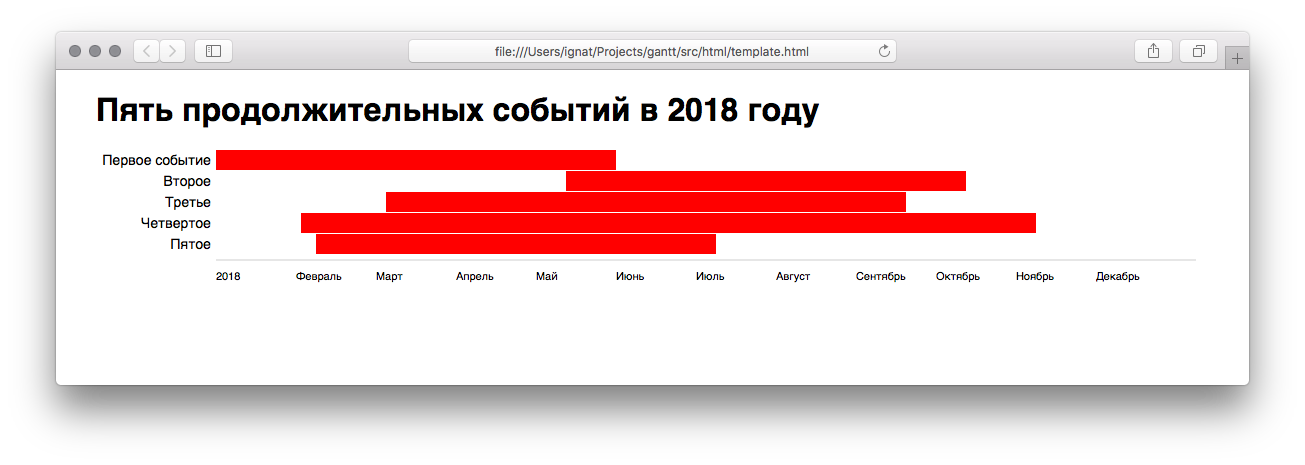 file:///Users/ignat/Projects/gantt/src/html/template.html
Пять продолжительных событий в 2018 году
Первое событие
Второе
Третье
Четвертое
Пятое
2018 Февраль Март Апрель Май Июнь Июль Август Сентябрь Октябрь Ноябрь Декабрь